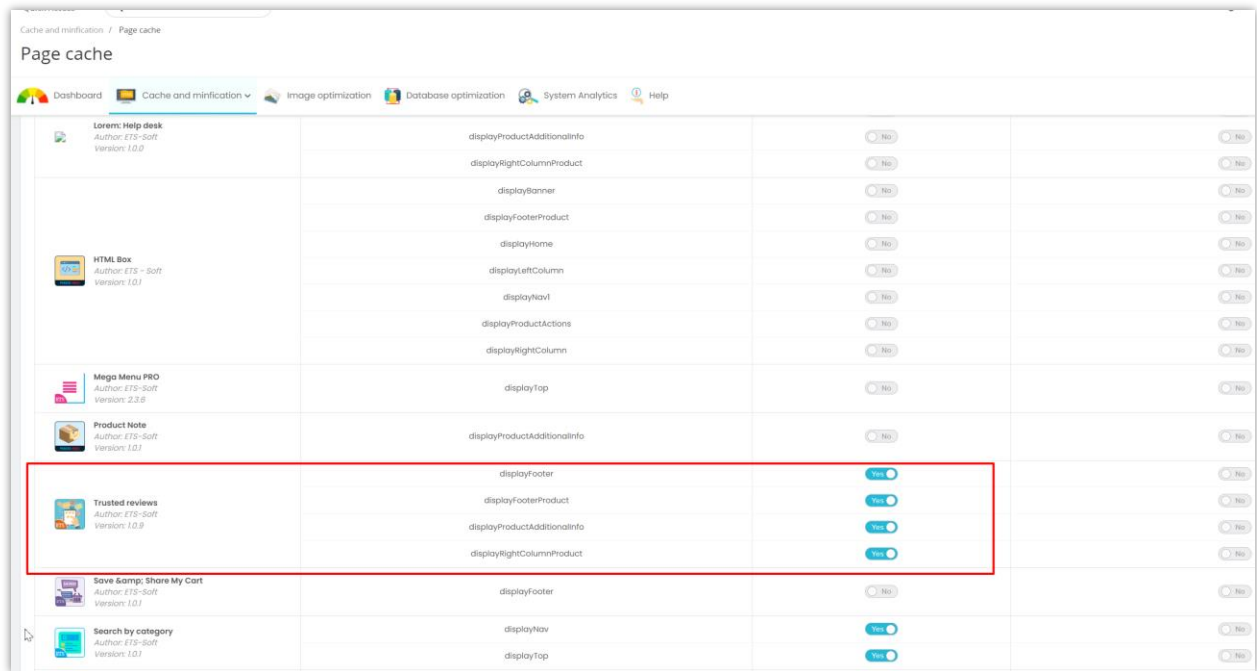 Cache and minfication / Page cache
Page cache
Dashboard Cache and minfication Image optimization Database optimization System Analytics Help
Lorem: Help desk
Author: ETS-Soft
Version: 1.0.0
displayProductAdditionalInfo No No
displayRightColumnProduct No No
HTML Box
Author: ETS - Soft
Version: 1.0.1
displayBanner No No
displayFooterProduct No No
displayHome No No
displayLeftColumn No No
displayNav1 No No
displayProductActions No No
displayRightColumn No No
Mega Menu PRO
Author: ETS-Soft
Version: 2.3.6
displayTop No No
Product Note
Author: ETS-Soft
Version: 1.0.1
displayProductAdditionalInfo No No
Trusted reviews
Author: ETS-Soft
Version: 1.0.9
displayFooter Yes No
displayFooterProduct Yes No
displayProductAdditionalInfo Yes No
displayRightColumnProduct Yes No
Save &amp; Share My Cart
Author: ETS-Soft
Version: 1.0.1
displayFooter No No
Search by category
Author: ETS-Soft
Version: 1.0.1
displayNav Yes No
displayTop Yes No